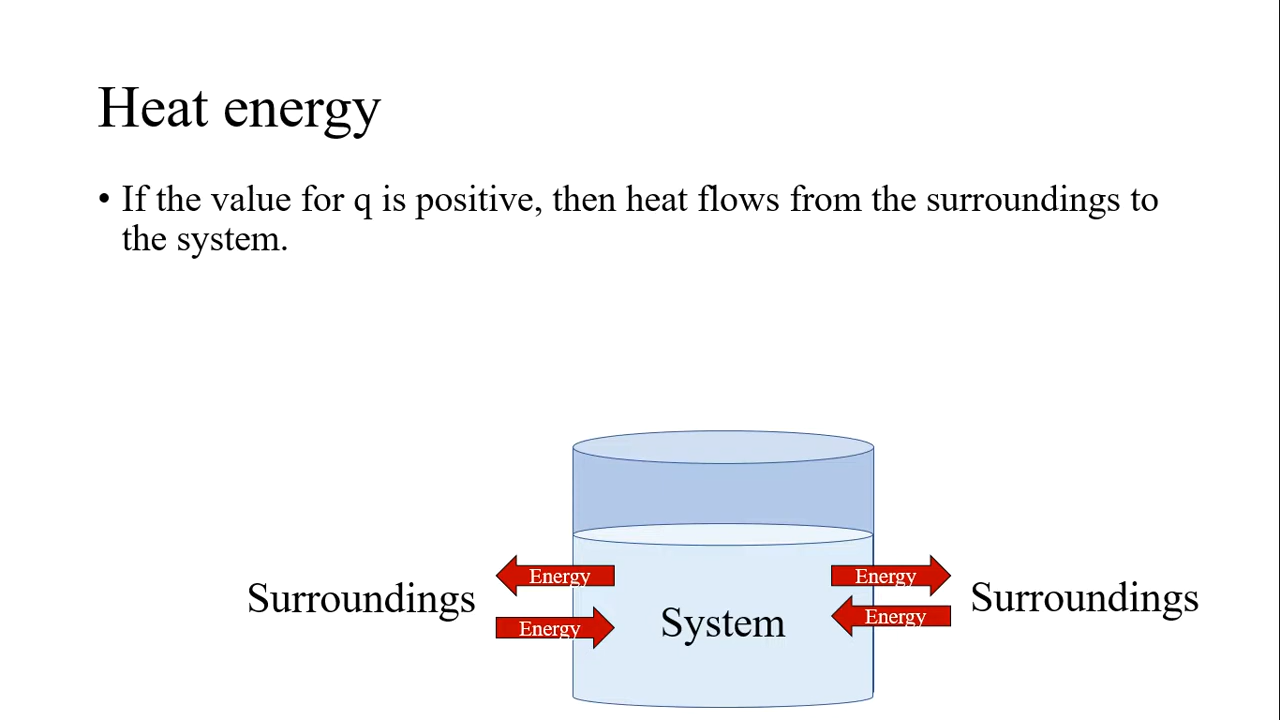 Heat energy
• If the value for q is positive, then heat flows from the surroundings to
the system.
Energy
Energy
Surroundings
Surroundings
System
Energy
Energy